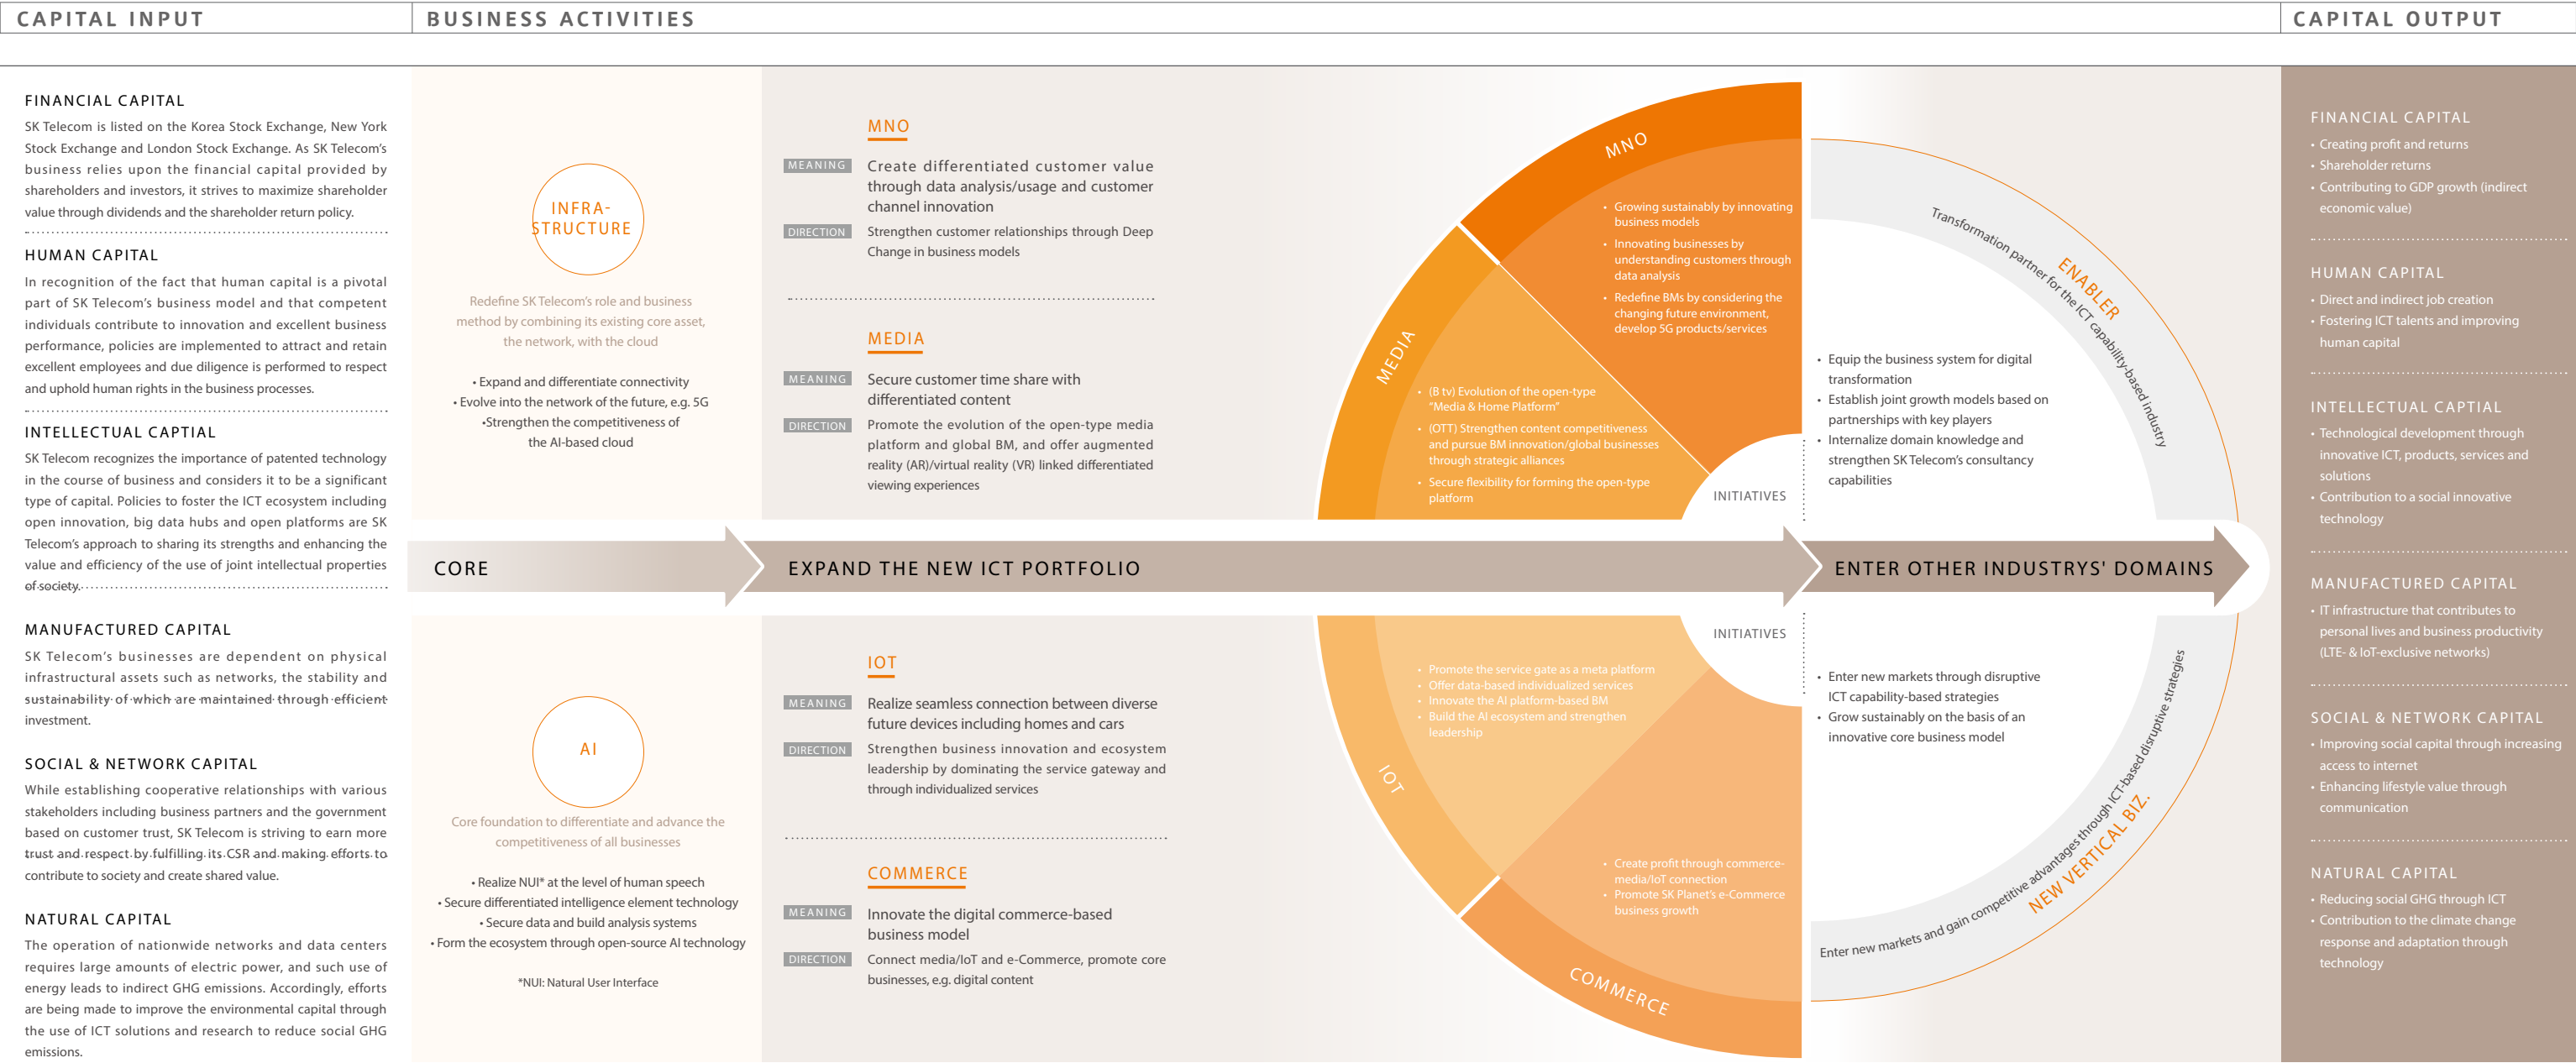 CAPITAL INPUT
BUSINESS ACTIVITIES
CAPITAL OUTPUT
FINANCIAL CAPITAL
SK Telecom is listed on the Korea Stock Exchange, New York
Stock Exchange and London Stock Exchange. As SK Telecom's
business relies upon the financial capital provided by
shareholders and investors, it strives to maximize shareholder
value through dividends and the shareholder return policy.
HUMAN CAPITAL
In recognition of the fact that human capital is a pivotal
part of SK Telecom's business model and that competent
individuals contribute to innovation and excellent business
performance, policies are implemented to attract and retain
excellent employees and due diligence is performed to respect
and uphold human rights in the business processes.
INTELLECTUAL CAPTIAL
SK Telecom recognizes the importance of patented technology
in the course of business and considers it to be a significant
type of capital. Policies to foster the ICT ecosystem including
open innovation, big data hubs and open platforms are SK
Telecom's approach to sharing its strengths and enhancing the
value and efficiency of the use of joint intellectual properties
of society.
MANUFACTURED CAPITAL
SK Telecom's businesses are dependent on physical
infrastructural assets such as networks, the stability and
sustainability of which are maintained through efficient
investment.
SOCIAL & NETWORK CAPITAL
While establishing cooperative relationships with various
stakeholders including business partners and the government
based on customer trust, SK Telecom is striving to earn more
trust and respect by fulfilling its CSR and making efforts to
contribute to society and create shared value.
NATURAL CAPITAL
The operation of nationwide networks and data centers
requires large amounts of electric power, and such use of
energy leads to indirect GHG emissions. Accordingly, efforts
are being made to improve the environmental capital through
the use of ICT solutions and research to reduce social GHG
emissions.
INFRA-
STRUCTURE
Redefine SK Telecom's role and business
method by combining its existing core asset,
the network, with the cloud
• Expand and differentiate connectivity
• Evolve into the network of the future, e.g. 5G
•Strengthen the competitiveness of
the AI-based cloud
CORE
AI
Core foundation to differentiate and advance the
competitiveness of all businesses
• Realize NUI* at the level of human speech
• Secure differentiated intelligence element technology
• Secure data and build analysis systems
• Form the ecosystem through open-source AI technology
*NUI: Natural User Interface
MNO
MEANING
Create differentiated customer value
through data analysis/usage and customer
channel innovation
DIRECTION
Strengthen customer relationships through Deep
Change in business models
MEDIA
MEANING
Secure customer time share with
differentiated content
DIRECTION
Promote the evolution of the open-type media
platform and global BM, and offer augmented
reality (AR)/virtual reality (VR) linked differentiated
viewing experiences
EXPAND THE NEW ICT PORTFOLIO
IOT
MEANING
Realize seamless connection between diverse
future devices including homes and cars
DIRECTION
Strengthen business innovation and ecosystem
leadership by dominating the service gateway and
through individualized services
COMMERCE
MEANING
Innovate the digital commerce-based
business model
DIRECTION
Connect media/IoT and e-Commerce, promote core
businesses, e.g. digital content
MNO
• Growing sustainably by innovating
business models
• Innovating businesses by
understanding customers through
data analysis
• Redefine BMs by considering the
changing future environment,
develop 5G products/services
MEDIA
• (B tv) Evolution of the open-type
"Media & Home Platform"
• (OTT) Strengthen content competitiveness
and pursue BM innovation/global businesses
through strategic alliances
• Secure flexibility for forming the open-type
platform
INITIATIVES
INITIATIVES
IOT
• Promote the service gate as a meta platform
• Offer data-based individualized services
• Innovate the AI platform-based BM
• Build the AI ecosystem and strengthen
leadership
COMMERCE
• Create profit through commerce-
media/IoT connection
• Promote SK Planet's e-Commerce
business growth
ENABLER
Transformation partner for the ICT capability-based industry
• Equip the business system for digital
transformation
• Establish joint growth models based on
partnerships with key players
• Internalize domain knowledge and
strengthen SK Telecom's consultancy
capabilities
ENTER OTHER INDUSTRYS' DOMAINS
• Enter new markets through disruptive
ICT capability-based strategies
• Grow sustainably on the basis of an
innovative core business model
Enter new markets and gain competitive advantages through ICT-based disruptive strategies
NEW VERTICAL BIZ.
FINANCIAL CAPITAL
• Creating profit and returns
• Shareholder returns
• Contributing to GDP growth (indirect
economic value)
HUMAN CAPITAL
• Direct and indirect job creation
• Fostering ICT talents and improving
human capital
INTELLECTUAL CAPTIAL
• Technological development through
innovative ICT, products, services and
solutions
• Contribution to a social innovative
technology
MANUFACTURED CAPITAL
• IT infrastructure that contributes to
personal lives and business productivity
(LTE- & IoT-exclusive networks)
SOCIAL & NETWORK CAPITAL
• Improving social capital through increasing
access to internet
• Enhancing lifestyle value through
communication
NATURAL CAPITAL
• Reducing social GHG through ICT
• Contribution to the climate change
response and adaptation through
technology